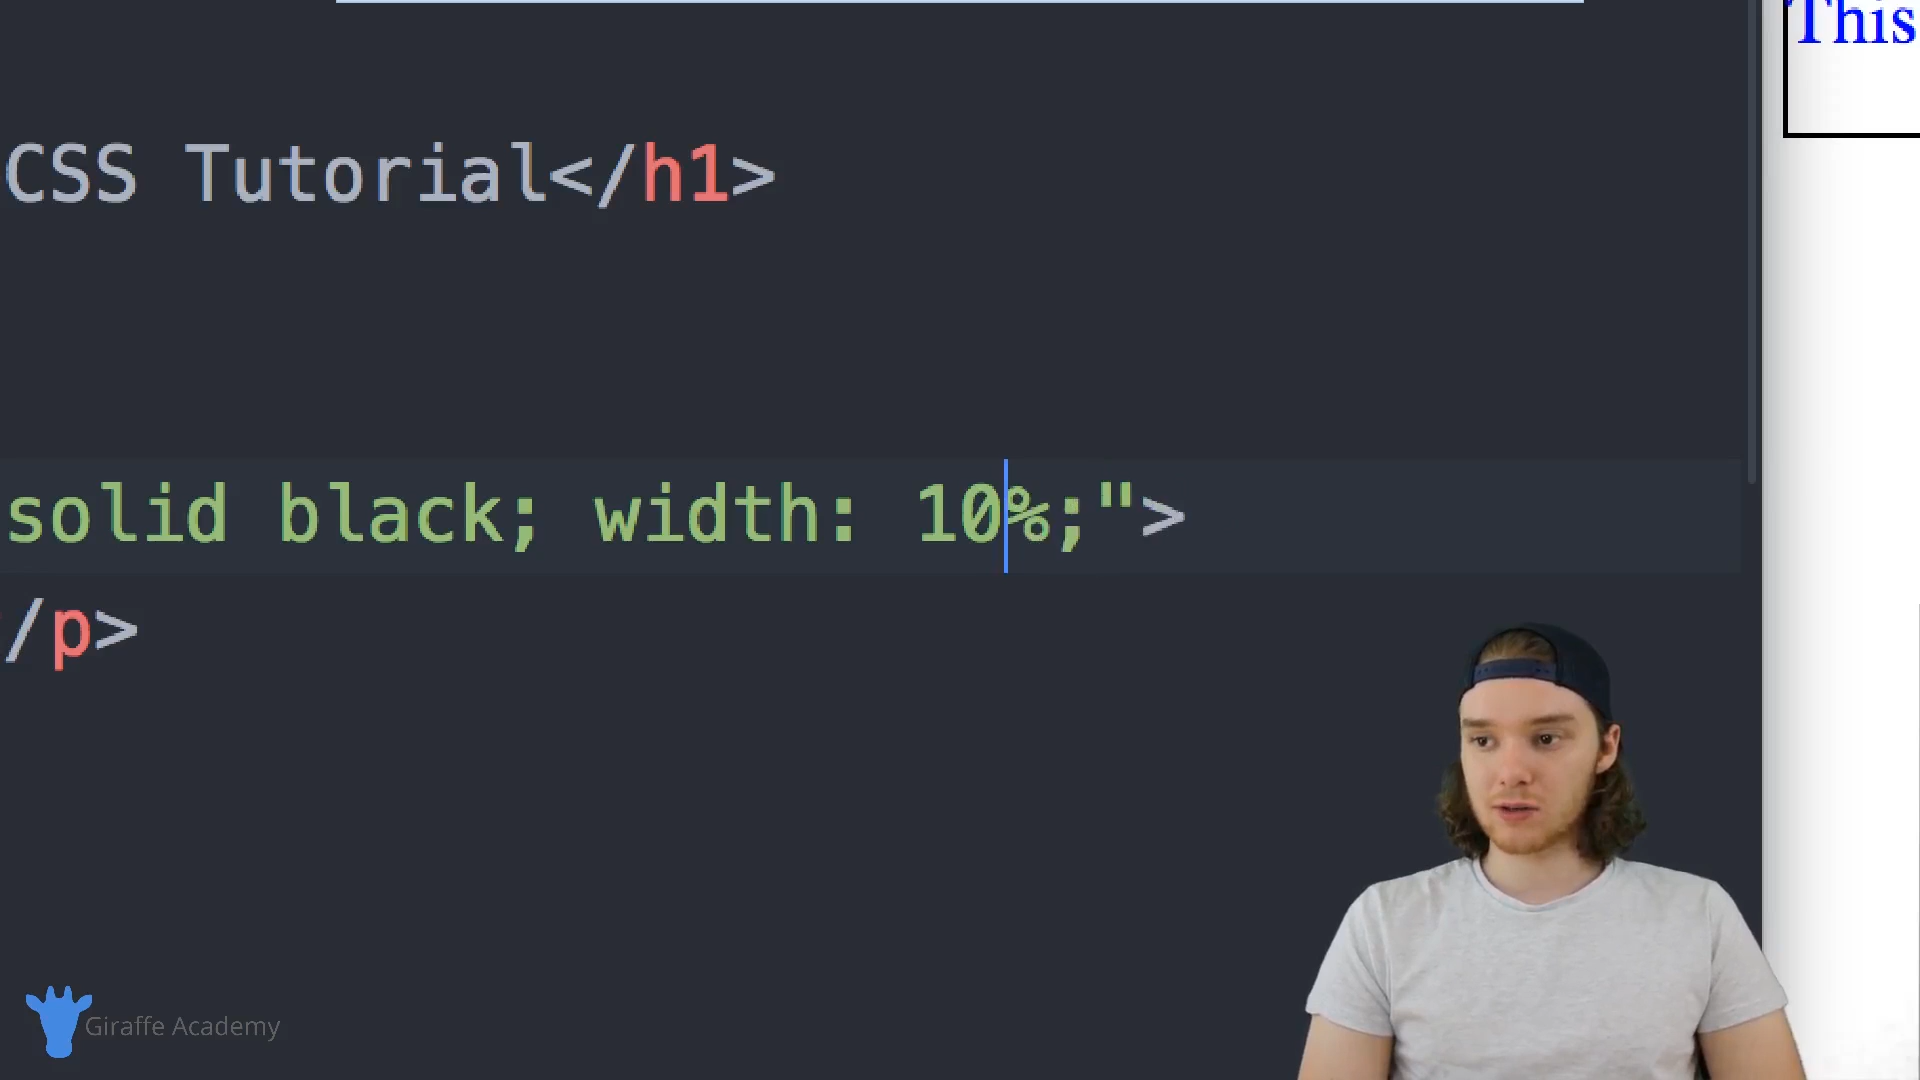 This
CSS Tutorial</h1>
solid black; width: 10%;">
/p>
Giraffe Academy